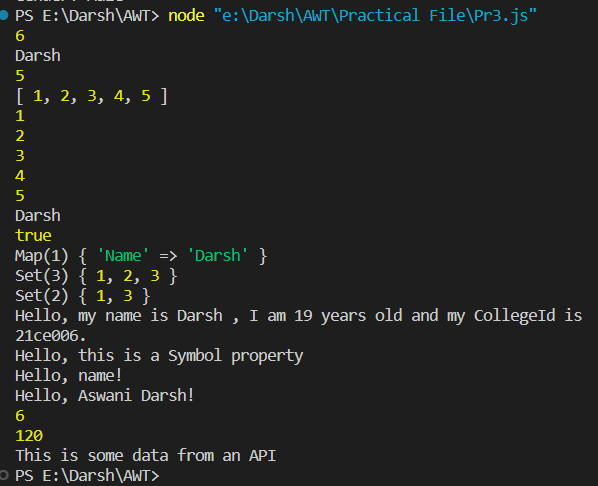 PS E:\Darsh\AWT> node "e:\Darsh\AWT\Practical File\Pr3.js"
6
Darsh
5
[ 1, 2, 3, 4, 5 ]
1
2
3
4
5
Darsh
true
Map(1) { 'Name' => 'Darsh' }
Set(3) { 1, 2, 3 }
Set(2) { 1, 3 }
Hello, my name is Darsh , I am 19 years old and my CollegeId is
21ce006.
Hello, this is a Symbol property
Hello, name!
Hello, Aswani Darsh!
6
120
This is some data from an API
PS E:\Darsh\AWT>